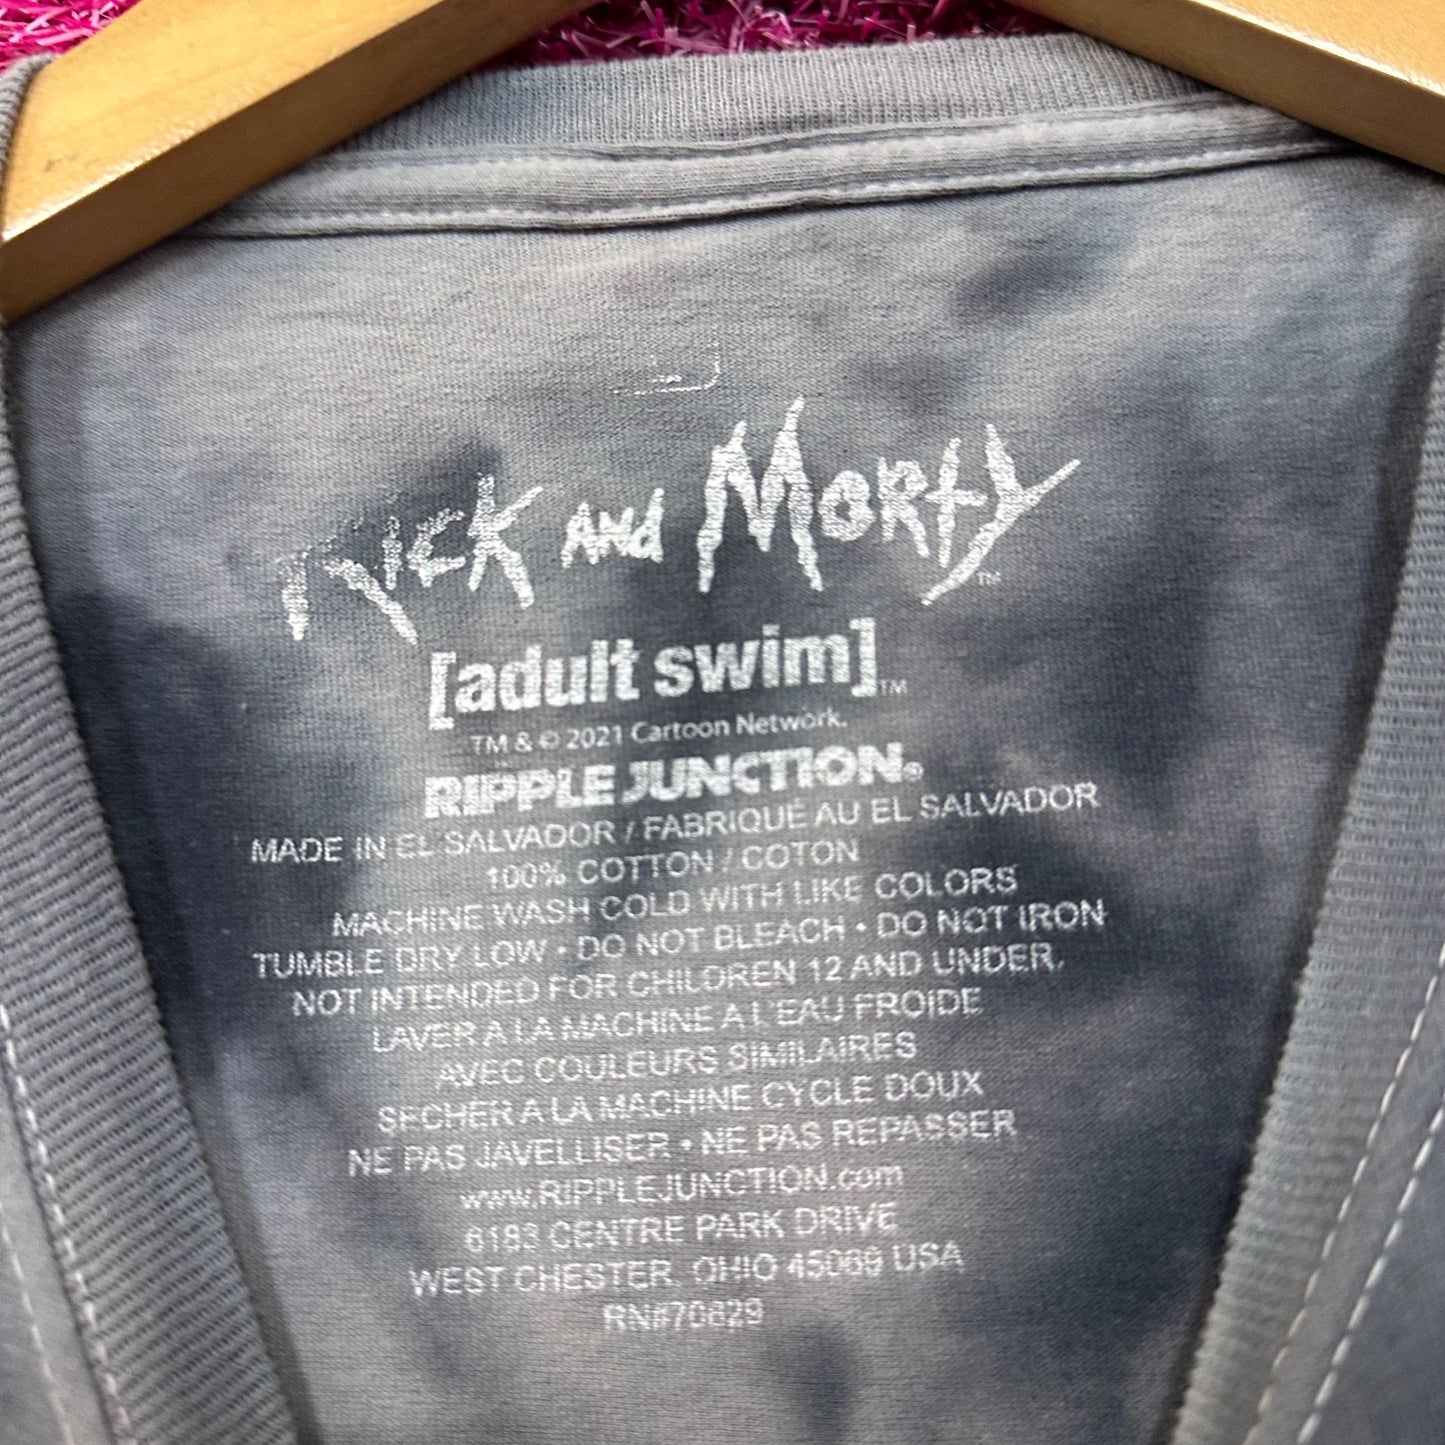 Rick AND MORTY™
[adult swim]™
TM & © 2021 Cartoon Network.
RIPPLE JUNCTION®
MADE IN EL SALVADOR / FABRIQUÉ AU EL SALVADOR
100% COTTON / COTON
MACHINE WASH COLD WITH LIKE COLORS
TUMBLE DRY LOW • DO NOT BLEACH • DO NOT IRON
NOT INTENDED FOR CHILDREN 12 AND UNDER.
LAVER A LA MACHINE A L'EAU FROIDE
AVEC COULEURS SIMILAIRES
SECHER A LA MACHINE CYCLE DOUX
NE PAS JAVELLISER • NE PAS REPASSER
www.RIPPLEJUNCTION.com
6183 CENTRE PARK DRIVE
WEST CHESTER, OHIO 45069 USA
RN#70829